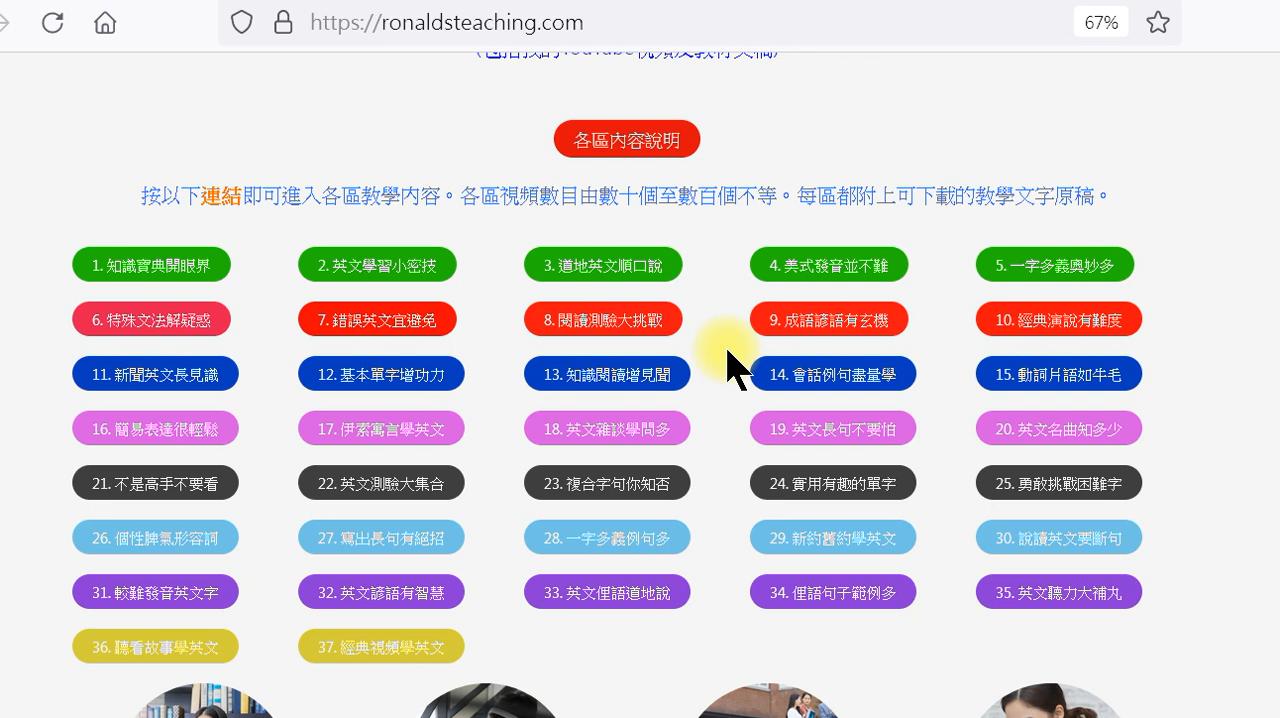 https://ronaldsteaching.com
67%
各區內容說明
按以下連結即可進入各區教學內容。各區視頻數目由數十個至數百個不等。每區都附上可下載的教學文字原稿。
1. 知識寶典開眼界
2. 英文學習小密技
3. 道地英文順口說
4. 美式發音並不難
5. 一字多義奧妙多
6. 特殊文法解疑惑
7. 錯誤英文宜避免
8. 閱讀測驗大挑戰
9. 成語諺語有玄機
10. 經典演說有難度
11. 新聞英文長見識
12. 基本單字增功力
13. 知識閱讀增見聞
14. 會話例句盡量學
15. 動詞片語如牛毛
16. 簡易表達很輕鬆
17. 伊索寓言學英文
18. 英文雜談學問多
19. 英文長句不要怕
20. 英文名曲知多少
21. 不是高手不要看
22. 英文測驗大集合
23. 複合字句你知否
24. 實用有趣的單字
25. 勇敢挑戰困難字
26. 個性脾氣形容詞
27. 寫出長句有絕招
28. 一字多義例句多
29. 新約舊約學英文
30. 說讀英文要斷句
31. 較難發音英文字
32. 英文諺語有智慧
33. 英文俚語道地說
34. 俚語句子範例多
35. 英文聽力大補丸
36. 聽看故事學英文
37. 經典視頻學英文